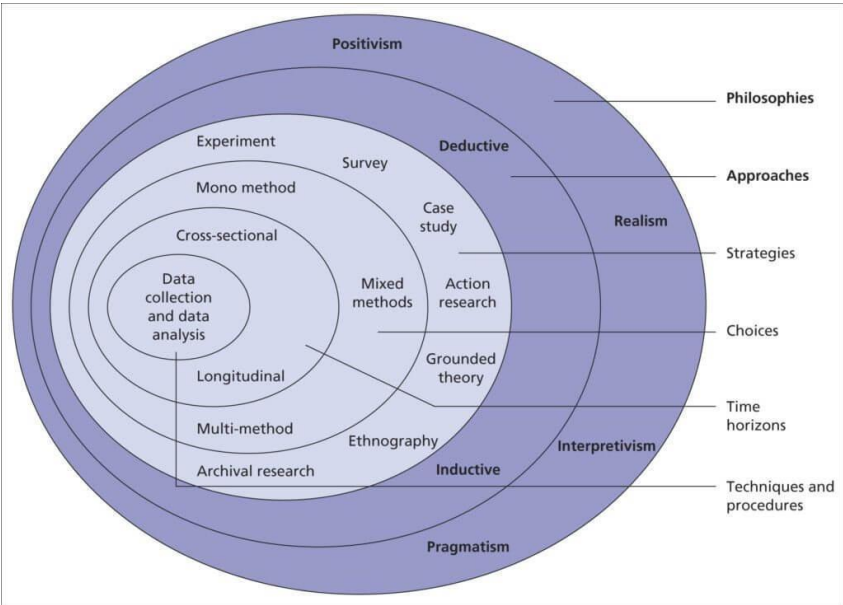 Positivism
Philosophies
Experiment
Survey
Deductive
Approaches
Mono method
Case
study
Realism
Cross-sectional
Strategies
Data
collection
and data
analysis
Mixed
methods
Action
research
Choices
Grounded
theory
Longitudinal
Time
horizons
Multi-method
Ethnography
Interpretivism
Archival research
Inductive
Techniques and
procedures
Pragmatism